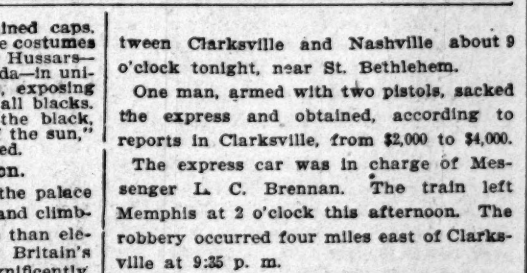 ined caps.
e costumes
Hussars—
da—in uni-
, exposing
all blacks.
the black,
the sun,"
ed.
on.
the palace
and climb-
than ele-
Britain's
tween Clarksville and Nashville about 9
o'clock tonight, near St. Bethlehem.
One man, armed with two pistols, sacked
the express and obtained, according to
reports in Clarksville, from $2,000 to $4,000.
The express car was in charge of Mes-
senger L. C. Brennan. The train left
Memphis at 2 o'clock this afternoon. The
robbery occurred four miles east of Clarks-
ville at 9:35 p. m.